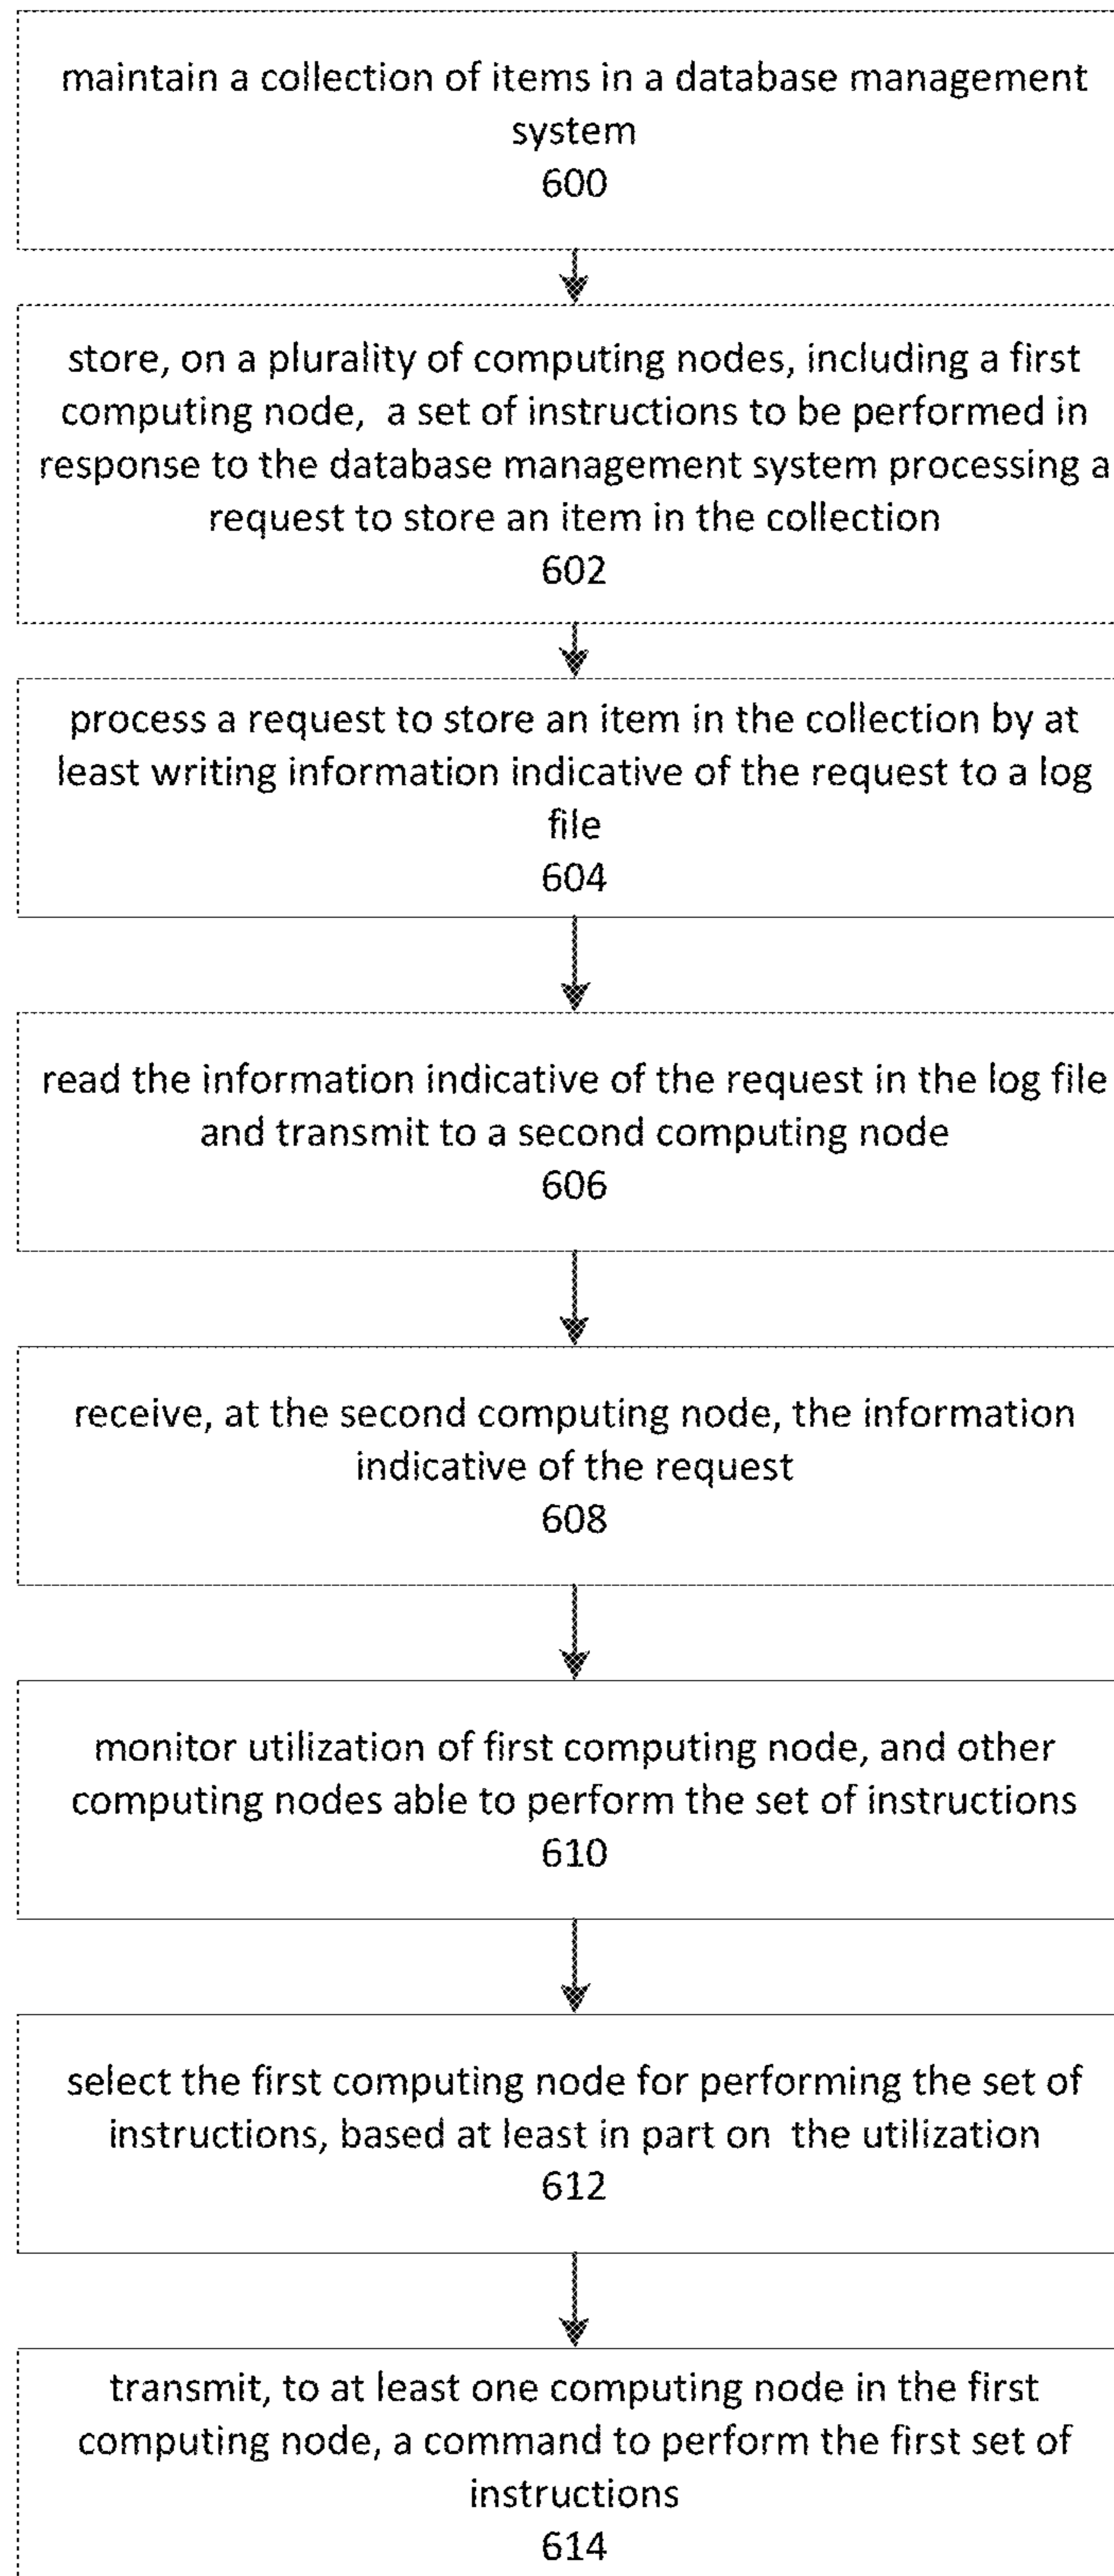 maintain a collection of items in a database management
system
600
store, on a plurality of computing nodes, including a first
computing node, a set of instructions to be performed in
response to the database management system processing a
request to store an item in the collection
602
process a request to store an item in the collection by at
least writing information indicative of the request to a log
file
604
read the information indicative of the request in the log file
and transmit to a second computing node
606
receive, at the second computing node, the information
indicative of the request
608
monitor utilization of first computing node, and other
computing nodes able to perform the set of instructions
610
select the first computing node for performing the set of
instructions, based at least in part on the utilization
612
transmit, to at least one computing node in the first
computing node, a command to perform the first set of
instructions
614